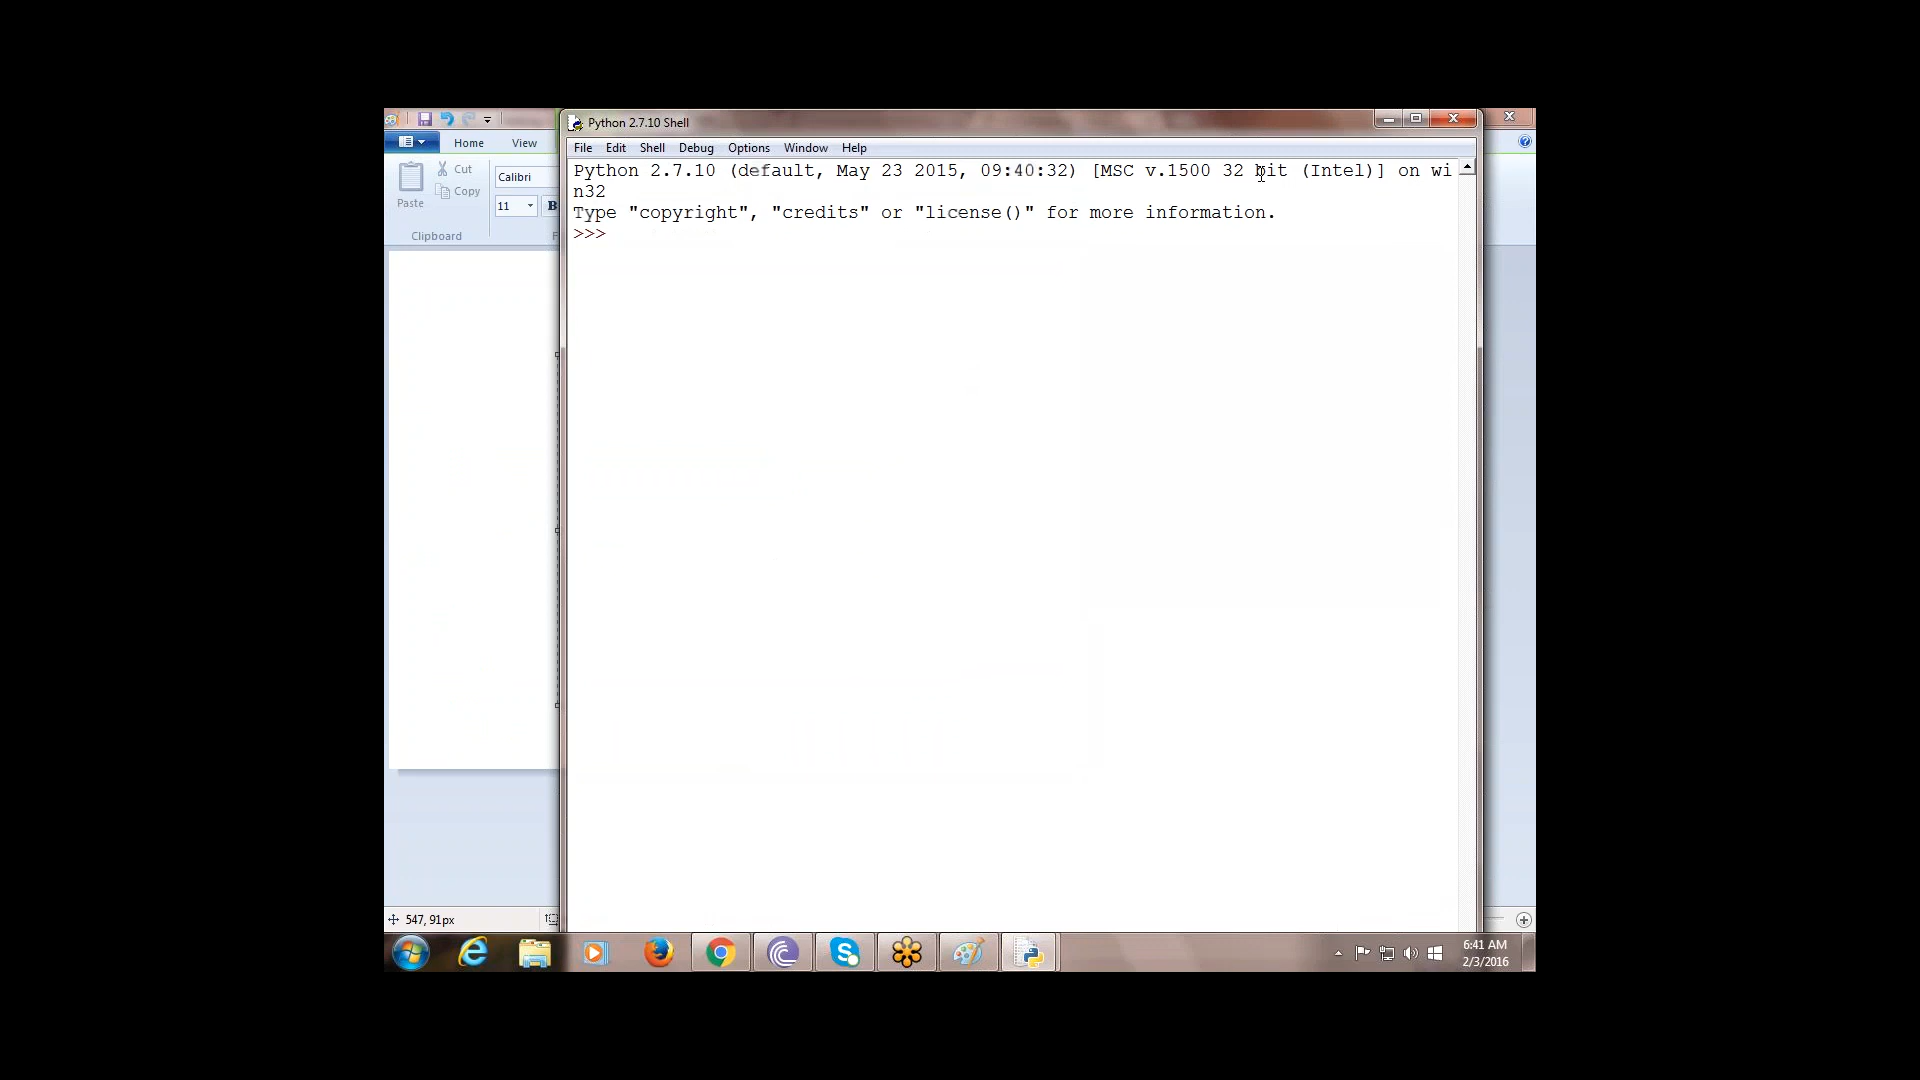 Python 2.7.10 Shell
Home View
File Edit Shell Debug Options Window Help
Cut
Calibri
Copy
Paste
11 B
Clipboard
Python 2.7.10 (default, May 23 2015, 09:40:32) [MSC v.1500 32 bit (Intel)] on wi
n32
Type "copyright", "credits" or "license()" for more information.
>>>
547, 91px
6:41 AM
2/3/2016